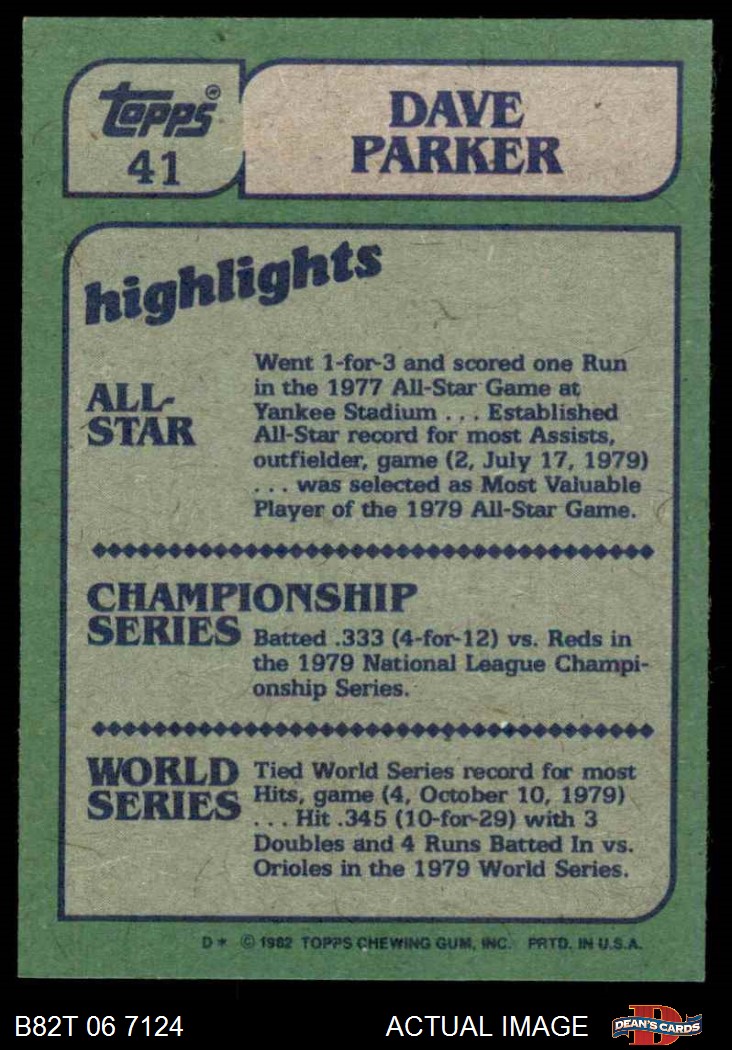 topps®
41
DAVE
PARKER
highlights
ALL-
STAR
Went 1-for-3 and scored one Run
in the 1977 All-Star Game at
Yankee Stadium . . . Established
All-Star record for most Assists,
outfielder, game (2, July 17, 1979)
. . . was selected as Most Valuable
Player of the 1979 All-Star Game.
CHAMPIONSHIP
SERIES
Batted .333 (4-for-12) vs. Reds in
the 1979 National League Champi-
onship Series.
WORLD
SERIES
Tied World Series record for most
Hits, game (4, October 10, 1979)
. . . Hit .345 (10-for-29) with 3
Doubles and 4 Runs Batted In vs.
Orioles in the 1979 World Series.
D* © 1982 TOPPS CHEWING GUM, INC. PRTD. IN U.S.A.
B82T 06 7124
ACTUAL IMAGE
D
DEAN'S CARDS